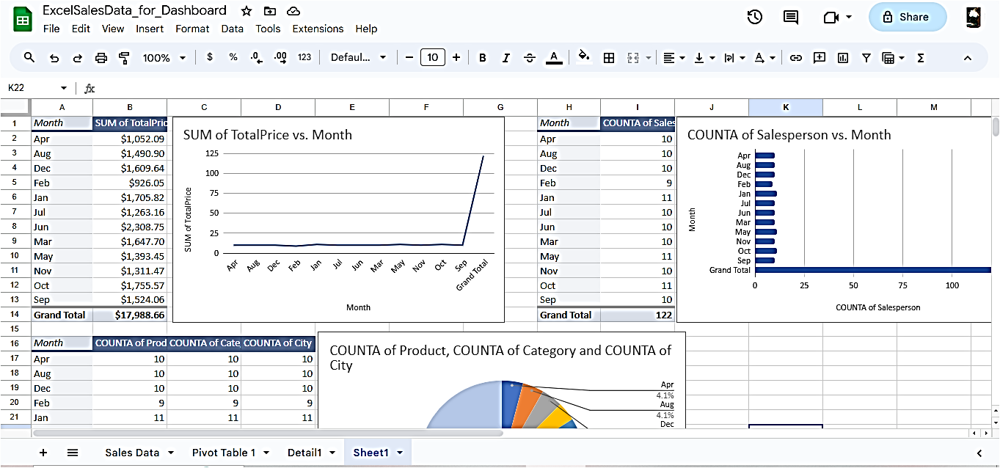 ExcelSalesData_for_Dashboard
File Edit View Insert Format Data Tools Extensions Help
Share
100% $ % .0 .00 123 Defaul... 10 B I A
K22 fx
A B C D E F G H I J K L M
1 Month SUM of TotalPric Month COUNTA of Sales
2 Apr $1,052.09 Apr 10
3 Aug $1,490.90 Aug 10
4 Dec $1,609.64 Dec 10
5 Feb $926.05 Feb 9
6 Jan $1,705.82 Jan 11
7 Jul $1,263.16 Jul 10
8 Jun $2,308.75 Jun 10
9 Mar $1,647.70 Mar 10
10 May $1,393.45 May 11
11 Nov $1,311.47 Nov 10
12 Oct $1,755.57 Oct 11
13 Sep $1,524.06 Sep 10
14 Grand Total $17,988.66 Grand Total 122
15
SUM of TotalPrice vs. Month
SUM of TotalPrice
125
100
75
50
25
0
Apr Aug Dec Feb Jan Jul Jun Mar May Nov Oct Sep Grand Total
Month
COUNTA of Salesperson vs. Month
Month
Apr
Aug
Dec
Feb
Jan
Jul
Jun
Mar
May
Nov
Oct
Sep
Grand Total
0 25 50 75 100
COUNTA of Salesperson
16 Month COUNTA of Prod COUNTA of Cate COUNTA of City
17 Apr 10 10 10
18 Aug 10 10 10
19 Dec 10 10 10
20 Feb 9 9 9
21 Jan 11 11 11
COUNTA of Product, COUNTA of Category and COUNTA of
City
Apr
4.1%
Aug
4.1%
Dec
Sales Data Pivot Table 1 Detail1 Sheet1